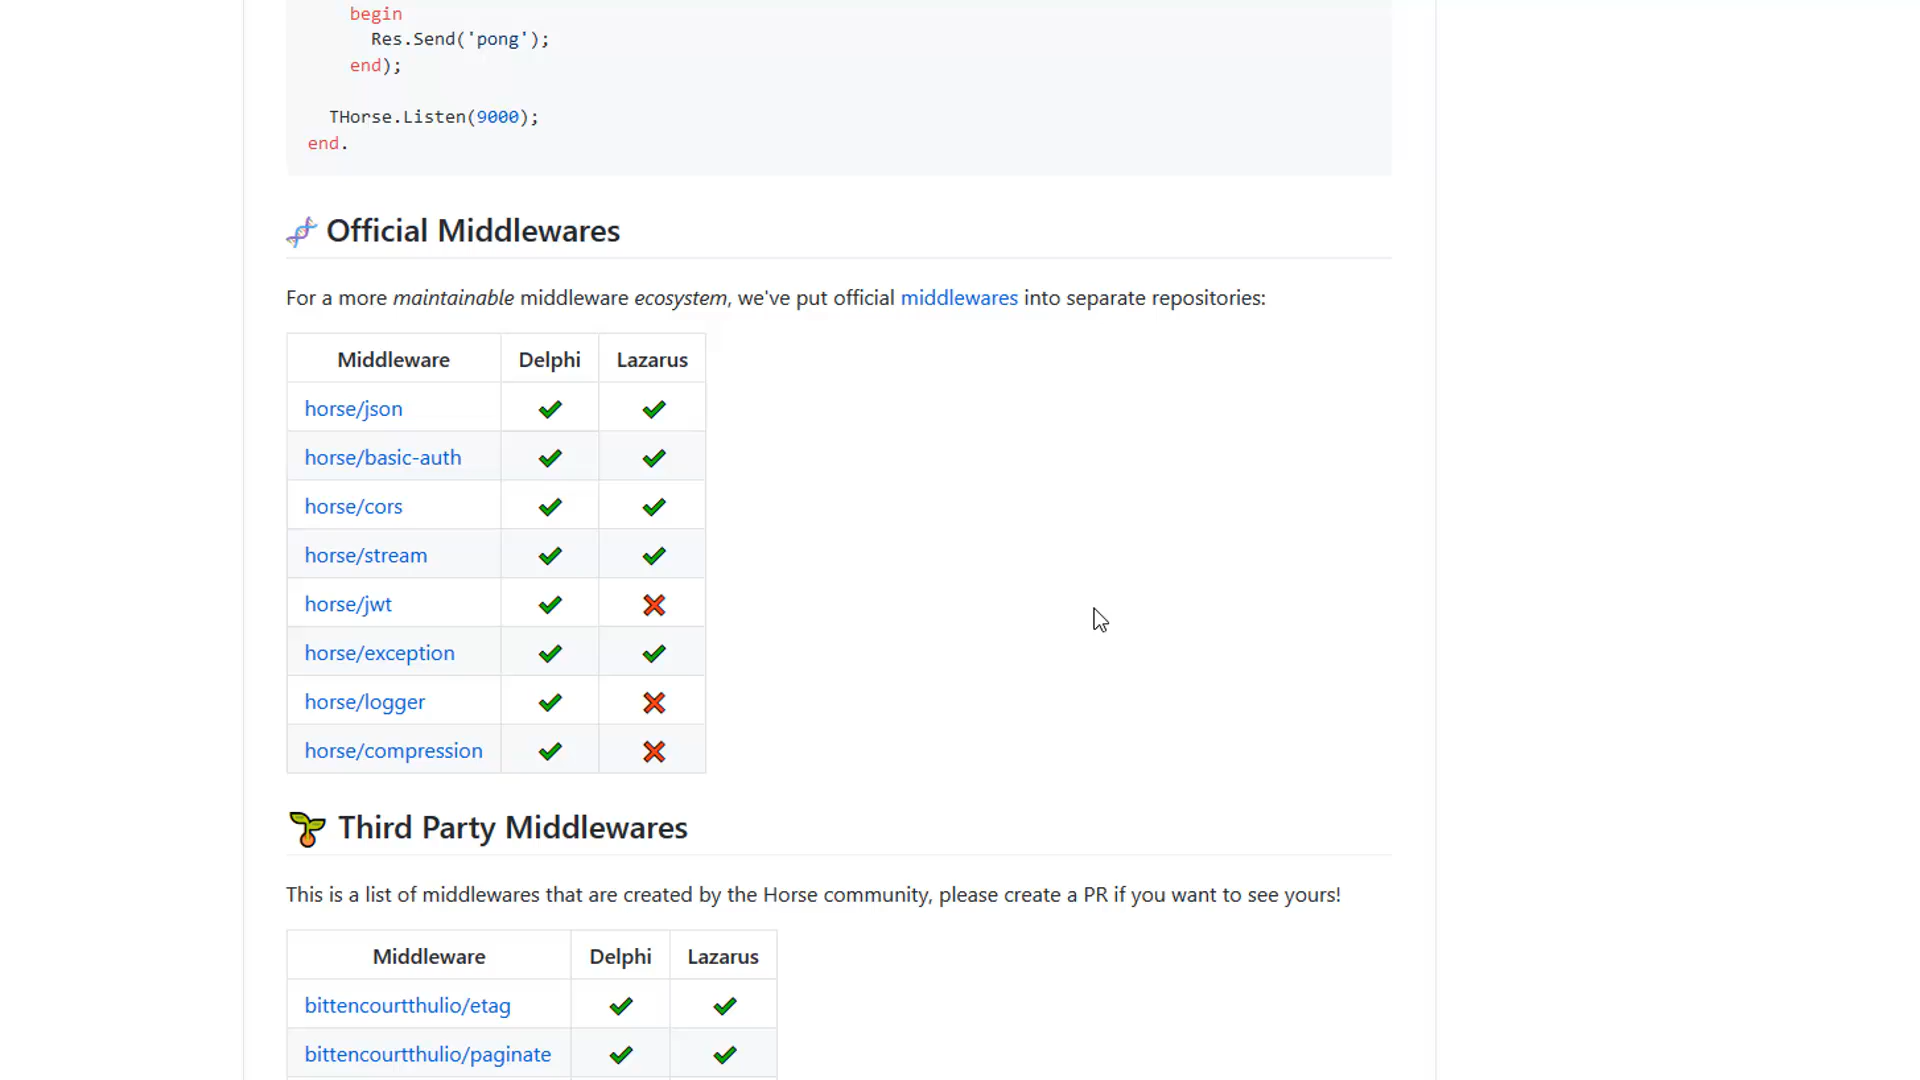 begin
Res.Send('pong');
end);
THorse.Listen(9000);
end.
Official Middlewares
For a more maintainable middleware ecosystem, we've put official middlewares into separate repositories:
Middleware Delphi Lazarus
horse/json
horse/basic-auth
horse/cors
horse/stream
horse/jwt
horse/exception
horse/logger
horse/compression
Third Party Middlewares
This is a list of middlewares that are created by the Horse community, please create a PR if you want to see yours!
Middleware Delphi Lazarus
bittencourtthulio/etag
bittencourtthulio/paginate